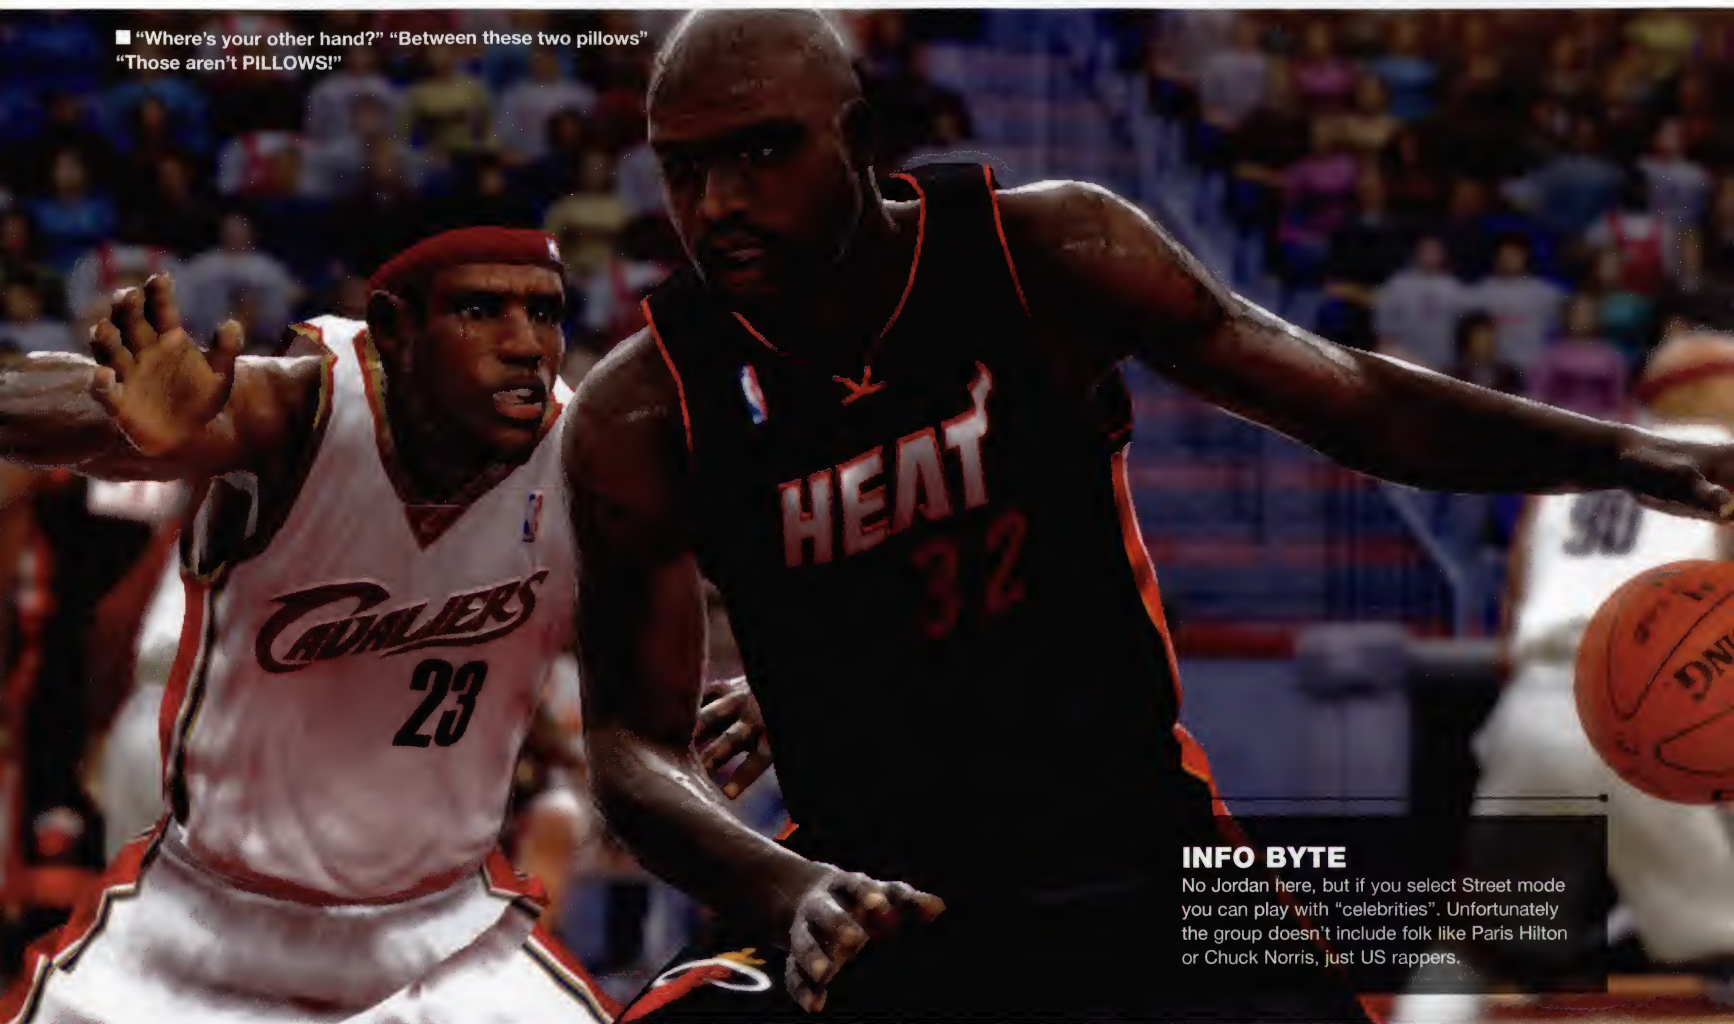 “Where’s your other hand?” “Between these two pillows”
“Those aren’t PILLOWS!”
HEAT
32
CAVALIERS
23
INFO BYTE
No Jordan here, but if you select Street mode
you can play with “celebrities”. Unfortunately
the group doesn’t include folk like Paris Hilton
or Chuck Norris, just US rappers.